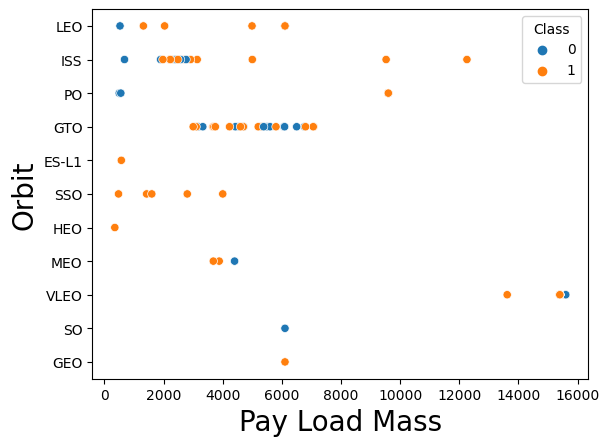 Class
0
1
LEO
ISS
PO
GTO
ES-L1
SSO
HEO
MEO
VLEO
SO
GEO
Orbit
0 2000 4000 6000 8000 10000 12000 14000 16000
Pay Load Mass